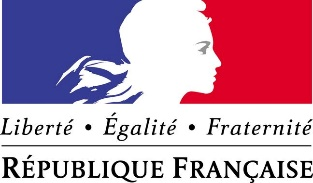 Liberté • Égalité • Fraternité
RÉPUBLIQUE FRANÇAISE